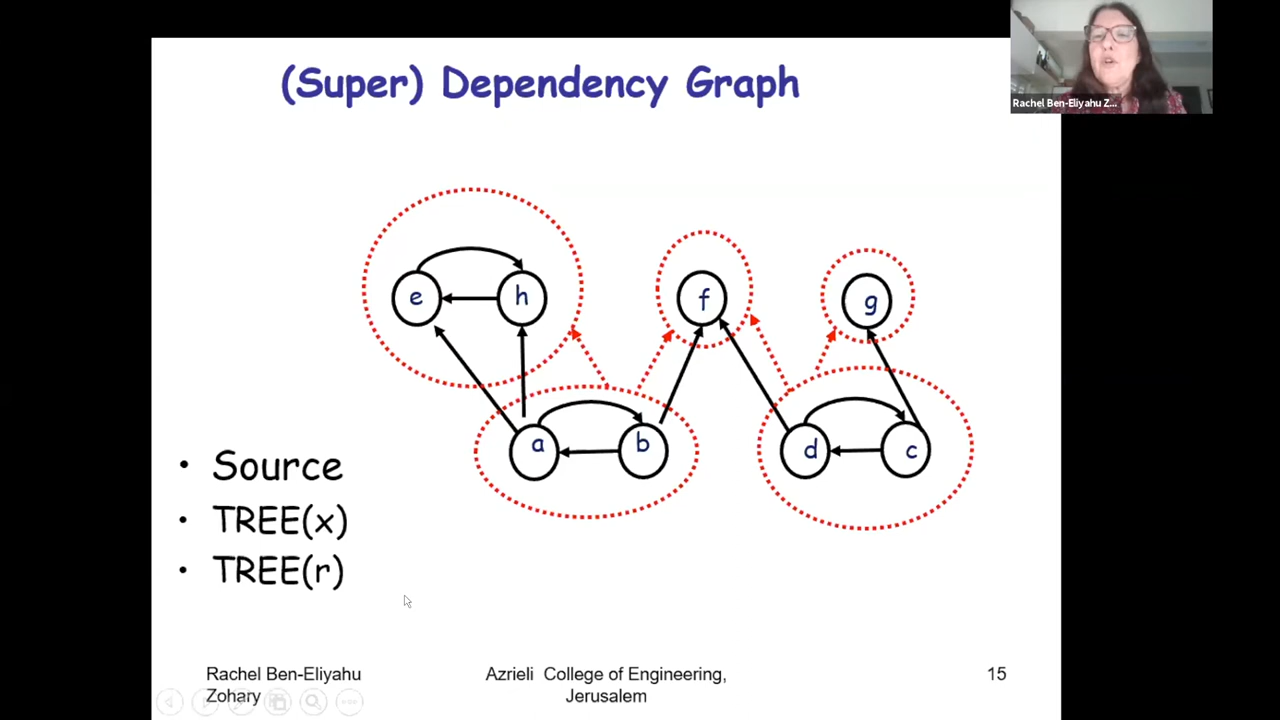 (Super) Dependency Graph
Rachel Ben-Eliyahu Z...
e
h
f
g
a
b
d
c
• Source
• TREE(x)
• TREE(r)
Rachel Ben-Eliyahu
Zohary
Azrieli College of Engineering,
Jerusalem
15